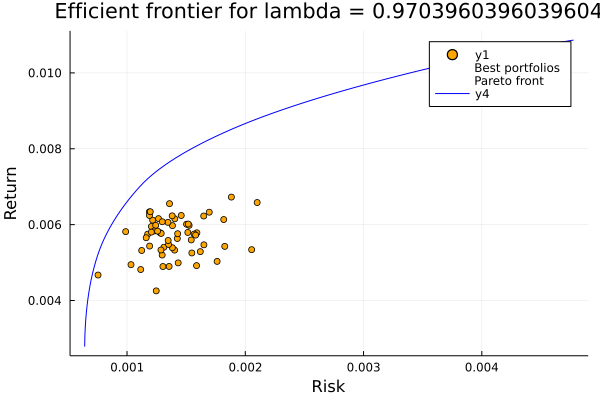 Efficient frontier for lambda = 0.9703960396039604
y1
Best portfolios
Pareto front
y4
0.010
0.008
0.006
0.004
Return
0.001
0.002
0.003
0.004
Risk